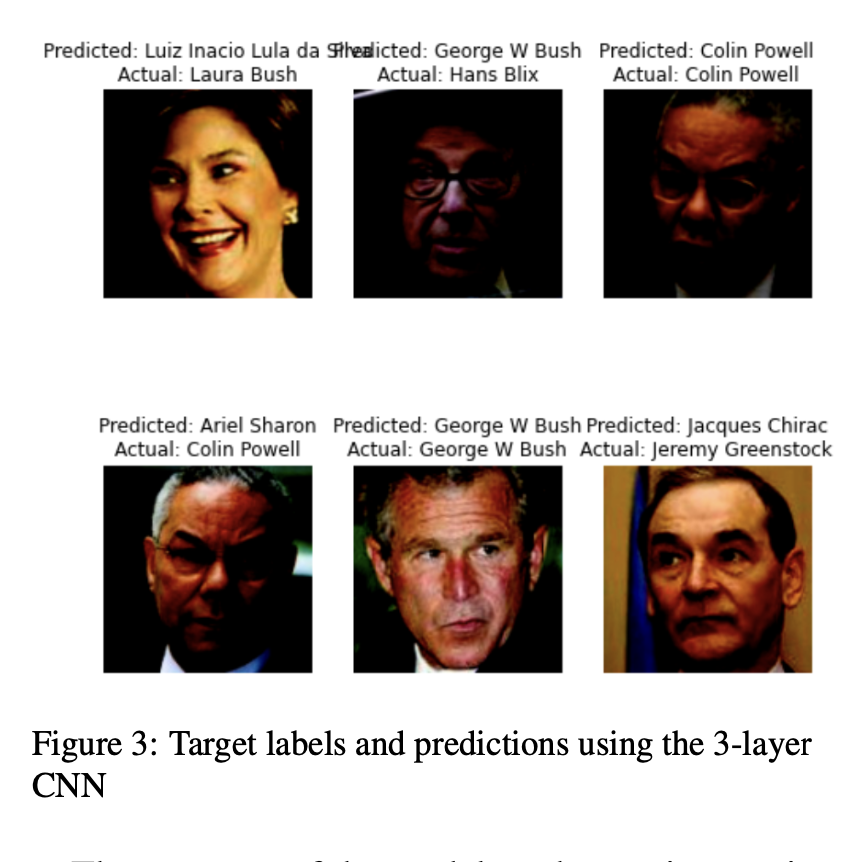 Predicted: Luiz Inacio Lula da Silva
Actual: Laura Bush
Predicted: George W Bush
Actual: Hans Blix
Predicted: Colin Powell
Actual: Colin Powell
Predicted: Ariel Sharon
Actual: Colin Powell
Predicted: George W Bush
Actual: George W Bush
Predicted: Jacques Chirac
Actual: Jeremy Greenstock
Figure 3: Target labels and predictions using the 3-layer
CNN